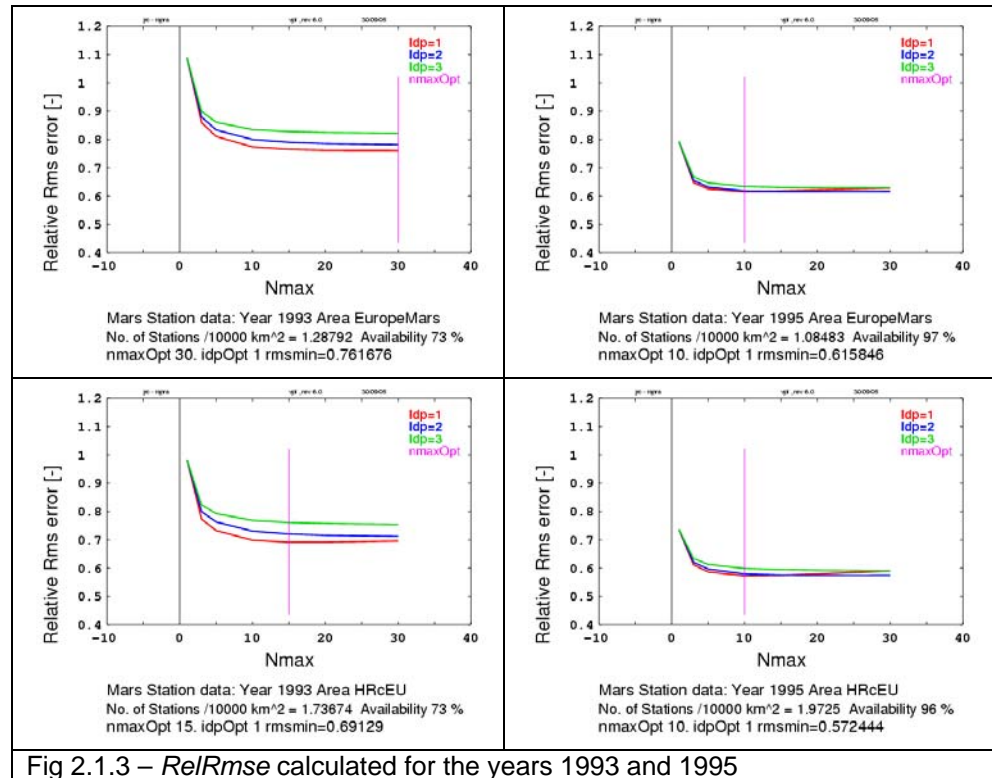 jrc - ispra
vpl , rev 6.0
30/09/05
1.2
1.1
1
0.9
0.8
0.7
0.6
0.5
0.4
Relative Rms error [-]
Idp=1
Idp=2
Idp=3
nmaxOpt
-10 0 10 20 30 40
Nmax
Mars Station data: Year 1993 Area EuropeMars
No. of Stations /10000 km^2 = 1.28792 Availability 73 %
nmaxOpt 30. idpOpt 1 rmsmin=0.761676
1.2
1.1
1
0.9
0.8
0.7
0.6
0.5
0.4
Relative Rms error [-]
Idp=1
Idp=2
Idp=3
nmaxOpt
-10 0 10 20 30 40
Nmax
Mars Station data: Year 1995 Area EuropeMars
No. of Stations /10000 km^2 = 1.08483 Availability 97 %
nmaxOpt 10. idpOpt 1 rmsmin=0.615846
1.2
1.1
1
0.9
0.8
0.7
0.6
0.5
0.4
Relative Rms error [-]
Idp=1
Idp=2
Idp=3
nmaxOpt
-10 0 10 20 30 40
Nmax
Mars Station data: Year 1993 Area HRcEU
No. of Stations /10000 km^2 = 1.73674 Availability 73 %
nmaxOpt 15. idpOpt 1 rmsmin=0.69129
1.2
1.1
1
0.9
0.8
0.7
0.6
0.5
0.4
Relative Rms error [-]
Idp=1
Idp=2
Idp=3
nmaxOpt
-10 0 10 20 30 40
Nmax
Mars Station data: Year 1995 Area HRcEU
No. of Stations /10000 km^2 = 1.9725 Availability 96 %
nmaxOpt 10. idpOpt 1 rmsmin=0.572444
Fig 2.1.3 – RelRmse calculated for the years 1993 and 1995